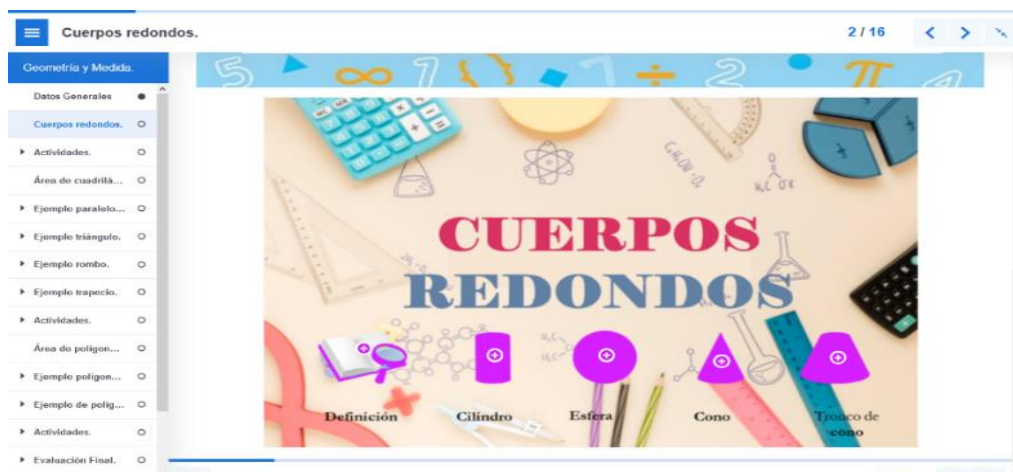 Cuerpos redondos.
2 / 16
Geometría y Medida.
Datos Generales
Cuerpos redondos.
Actividades.
Área de cuadrilá...
Ejemplo paralelo...
Ejemplo triángulo.
Ejemplo rombo.
Ejemplo trapecio.
Actividades.
Área de polígon...
Ejemplo polígon...
Ejemplo de políg...
Actividades.
Evaluación Final.
CUERPOS
REDONDOS
Definición
Cilindro
Esfera
Cono
Tronco de
cono